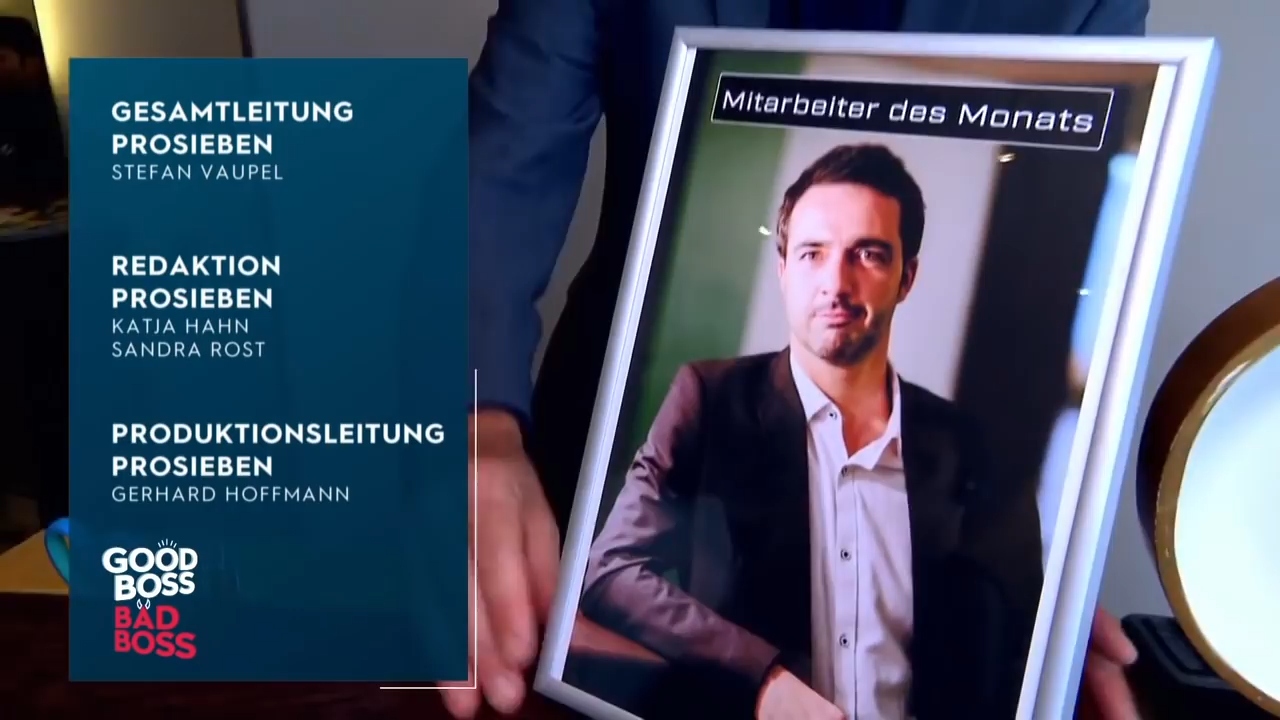 GESAMTLEITUNG
PROSIEBEN
STEFAN VAUPEL
REDAKTION
PROSIEBEN
KATJA HAHN
SANDRA ROST
PRODUKTIONSLEITUNG
PROSIEBEN
GERHARD HOFFMANN
GOOD
BOSS
BAD
BOSS
Mitarbeiter des Monats